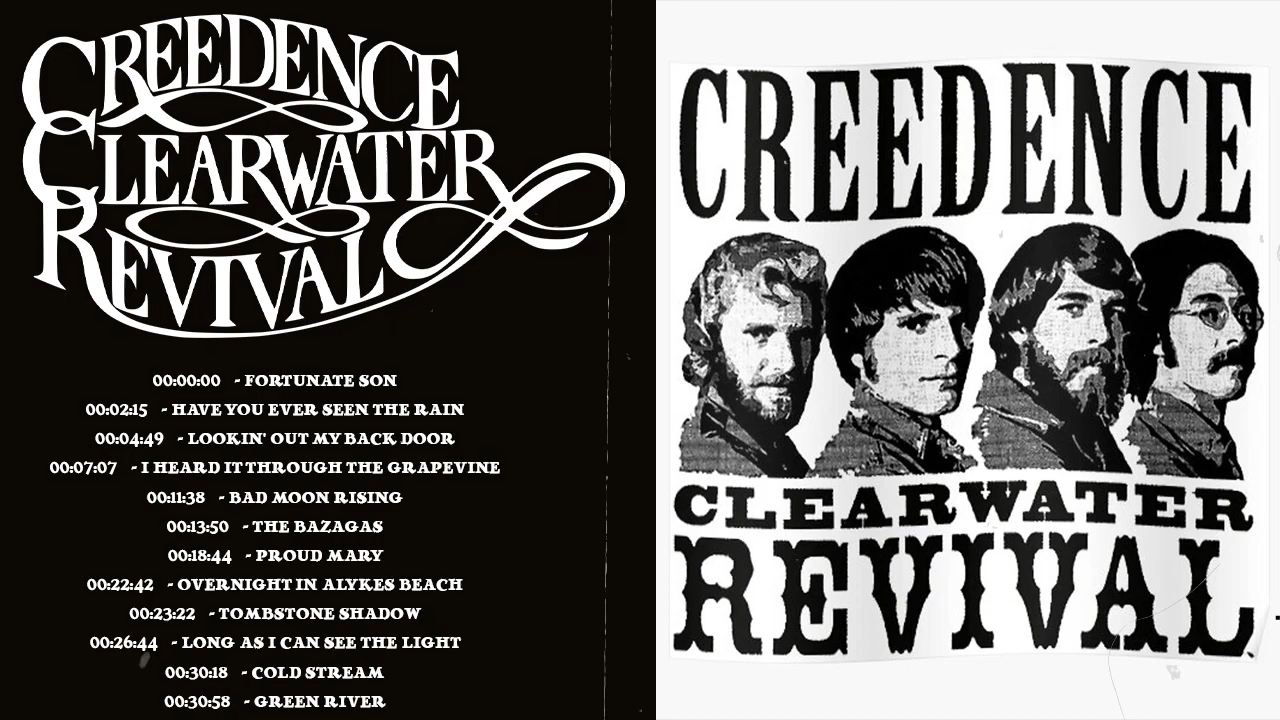 CREEDENCE
CLEARWATER
REVIVAL
00:00:00 - FORTUNATE SON
00:02:15 - HAVE YOU EVER SEEN THE RAIN
00:04:49 - LOOKIN' OUT MY BACK DOOR
00:07:07 - I HEARD IT THROUGH THE GRAPEVINE
00:11:38 - BAD MOON RISING
00:13:50 - THE BAZAGAS
00:18:44 - PROUD MARY
00:22:42 - OVERNIGHT IN ALYKES BEACH
00:23:22 - TOMBSTONE SHADOW
00:26:44 - LONG AS I CAN SEE THE LIGHT
00:30:18 - COLD STREAM
00:30:58 - GREEN RIVER
CREEDENCE
CLEARWATER
REVIVAL